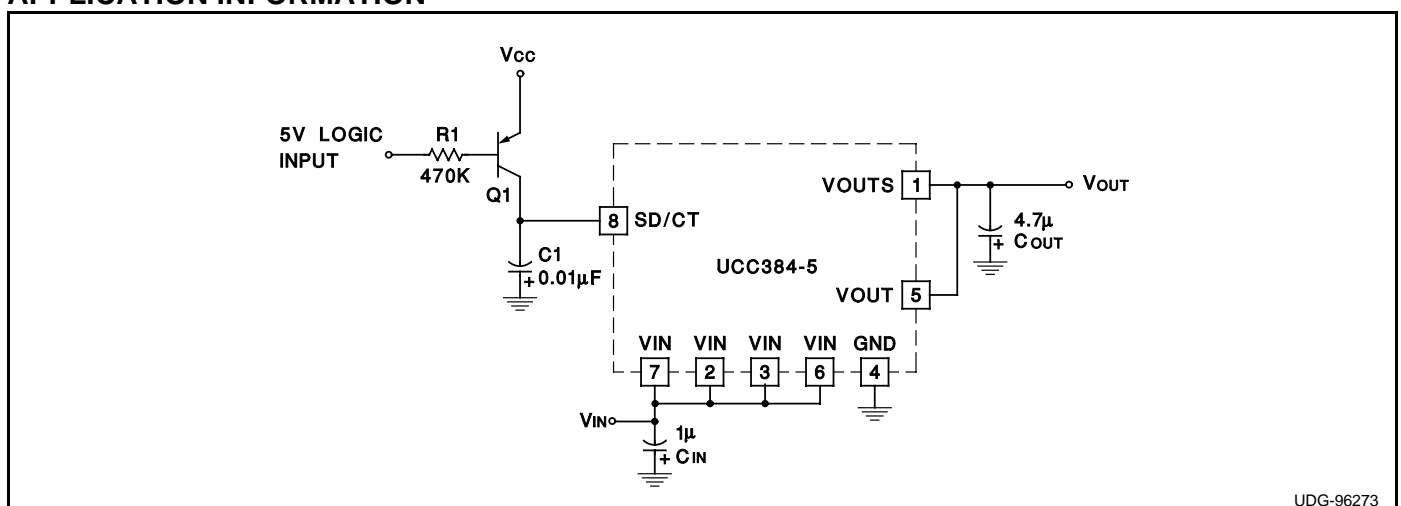 APPLICATION INFORMATION
VCC
5V LOGIC
INPUT
R1
470K
Q1
C1
+ 0.01µF
8 SD/CT
UCC384-5
VOUTS 1
VOUT
4.7µ
+ COUT
VOUT 5
VIN VIN VIN VIN GND
7 2 3 6 4
VIN
1µ
+ CIN
UDG-96273